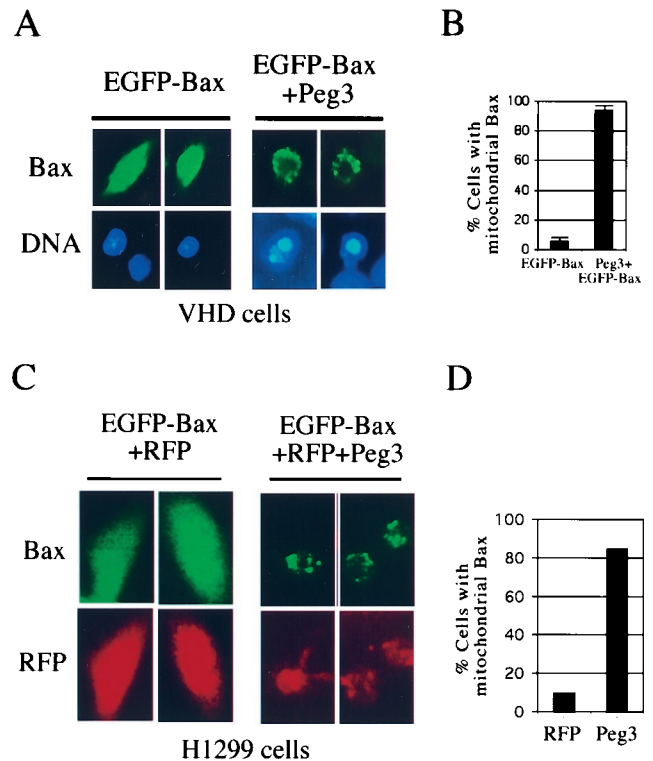 A
EGFP-Bax
EGFP-Bax
+Peg3
Bax
DNA
VHD cells
B
% Cells with
mitochondrial Bax
100
80
60
40
20
0
EGFP-Bax
Peg3+
EGFP-Bax
C
EGFP-Bax
+RFP
EGFP-Bax
+RFP+Peg3
Bax
RFP
H1299 cells
D
% Cells with
mitochondrial Bax
100
80
60
40
20
0
RFP
Peg3